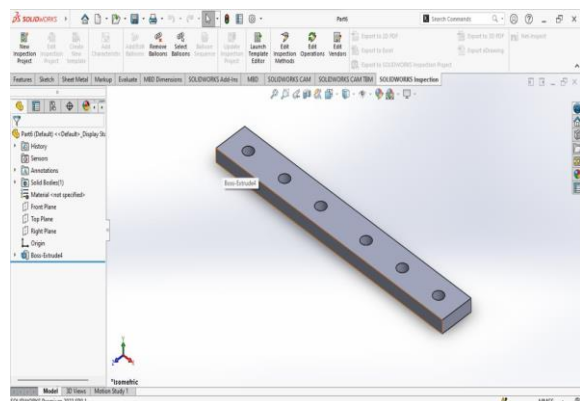 SOLIDWORKS
Part6
Search Commands
New Inspection Project
Edit Inspection Project
Create New Template
Add Characteristic
Add/Edit Balloons
Remove Balloons
Select Balloons
Balloon Sequence
Update Inspection Project
Launch Template Editor
Edit Inspection Methods
Edit Operations
Edit Vendors
Export to 2D PDF
Export to Excel
Export to SOLIDWORKS Inspection Project
Export to 3D PDF
Export eDrawing
Net-Inspect
Features Sketch Sheet Metal Markup Evaluate MBD Dimensions SOLIDWORKS Add-Ins MBD SOLIDWORKS CAM SOLIDWORKS CAM TBM SOLIDWORKS Inspection
Part6 (Default) <<Default>_Display Sta
History
Sensors
Annotations
Solid Bodies(1)
Material <not specified>
Front Plane
Top Plane
Right Plane
Origin
Boss-Extrude4
Boss-Extrude4
*Isometric
Model 3D Views Motion Study 1